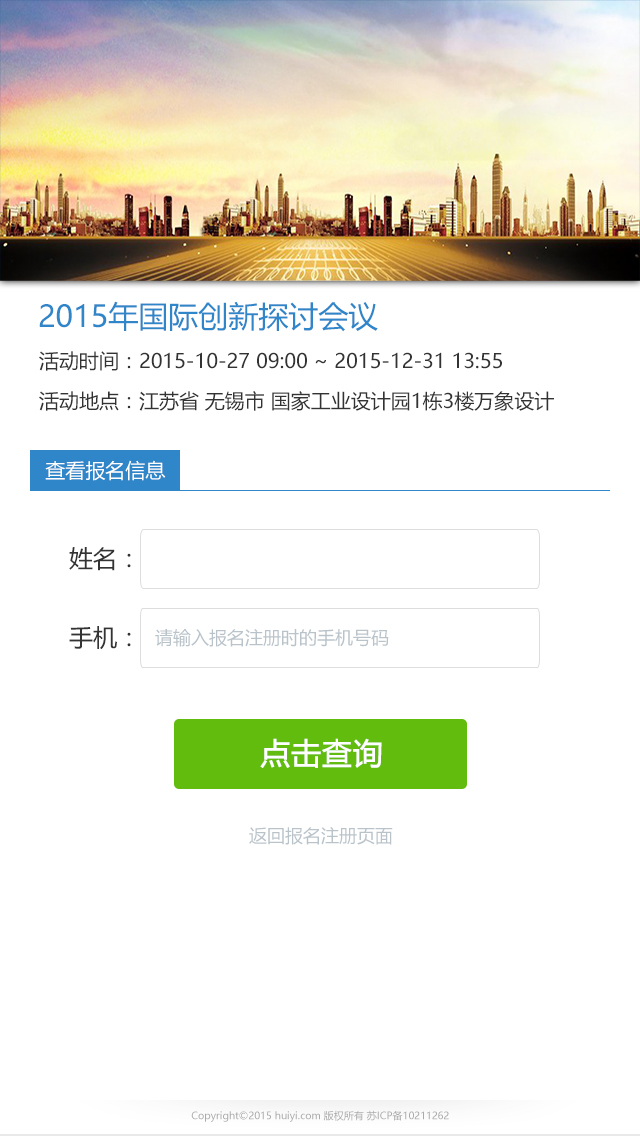 2015年国际创新探讨会议
活动时间：2015-10-27 09:00 ~ 2015-12-31 13:55
活动地点：江苏省 无锡市 国家工业设计园1栋3楼万象设计
查看报名信息
姓名：
手机：请输入报名注册时的手机号码
点击查询
返回报名注册页面
Copyright©2015 huiyi.com 版权所有 苏ICP备10211262